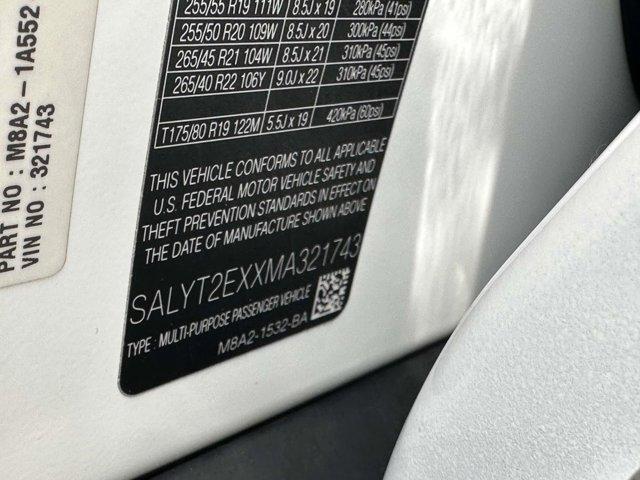 PART NO : M8A2-1A552
VIN NO : 321743
255/55 R19 111W 8.5J x 19 280kPa (41psi)
255/50 R20 109W 8.5J x 20 300kPa (44psi)
265/45 R21 104W 8.5J x 21 310kPa (45psi)
265/40 R22 106Y 9.0J x 22 310kPa (45psi)
T175/80 R19 122M 5.5J x 19 420kPa (60psi)
THIS VEHICLE CONFORMS TO ALL APPLICABLE
U.S. FEDERAL MOTOR VEHICLE SAFETY AND
THEFT PREVENTION STANDARDS IN EFFECT ON
THE DATE OF MANUFACTURE SHOWN ABOVE
SALYT2EXXMA321743
TYPE : MULTI-PURPOSE PASSENGER VEHICLE
M8A2-1532-BA